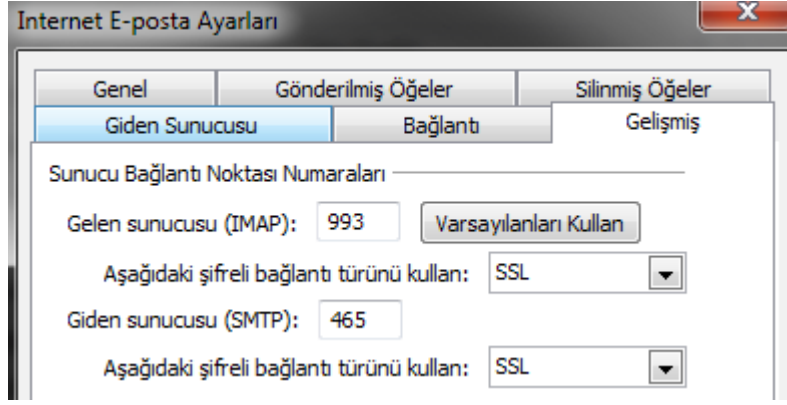 Internet E-posta Ayarları
Genel Gönderilmiş Öğeler Silinmiş Öğeler
Giden Sunucusu Bağlantı Gelişmiş
Sunucu Bağlantı Noktası Numaraları
Gelen sunucusu (IMAP): 993 Varsayılanları Kullan
Aşağıdaki şifreli bağlantı türünü kullan: SSL
Giden sunucusu (SMTP): 465
Aşağıdaki şifreli bağlantı türünü kullan: SSL